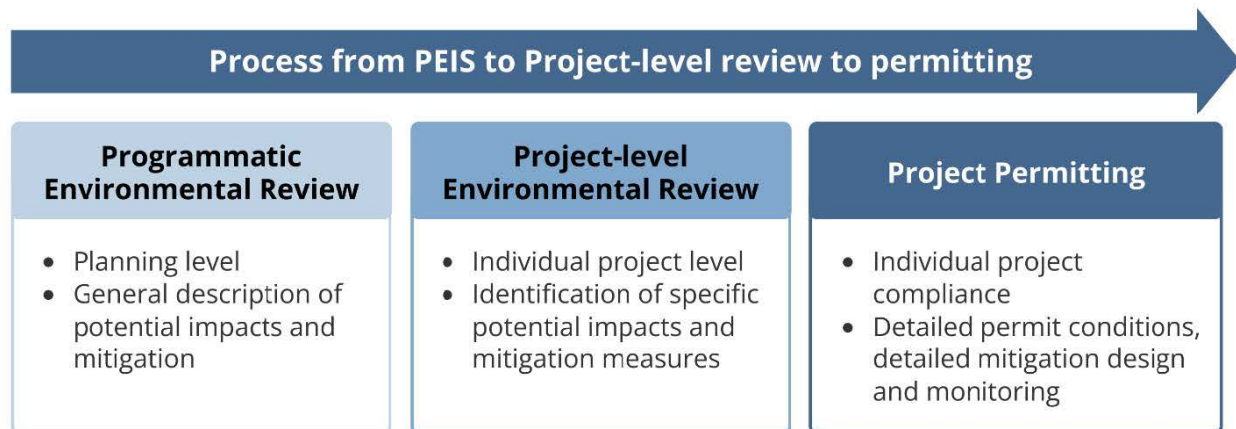 Process from PEIS to Project-level review to permitting
Programmatic
Environmental Review
• Planning level
• General description of
potential impacts and
mitigation
Project-level
Environmental Review
• Individual project level
• Identification of specific
potential impacts and
mitigation measures
Project Permitting
• Individual project
compliance
• Detailed permit conditions,
detailed mitigation design
and monitoring